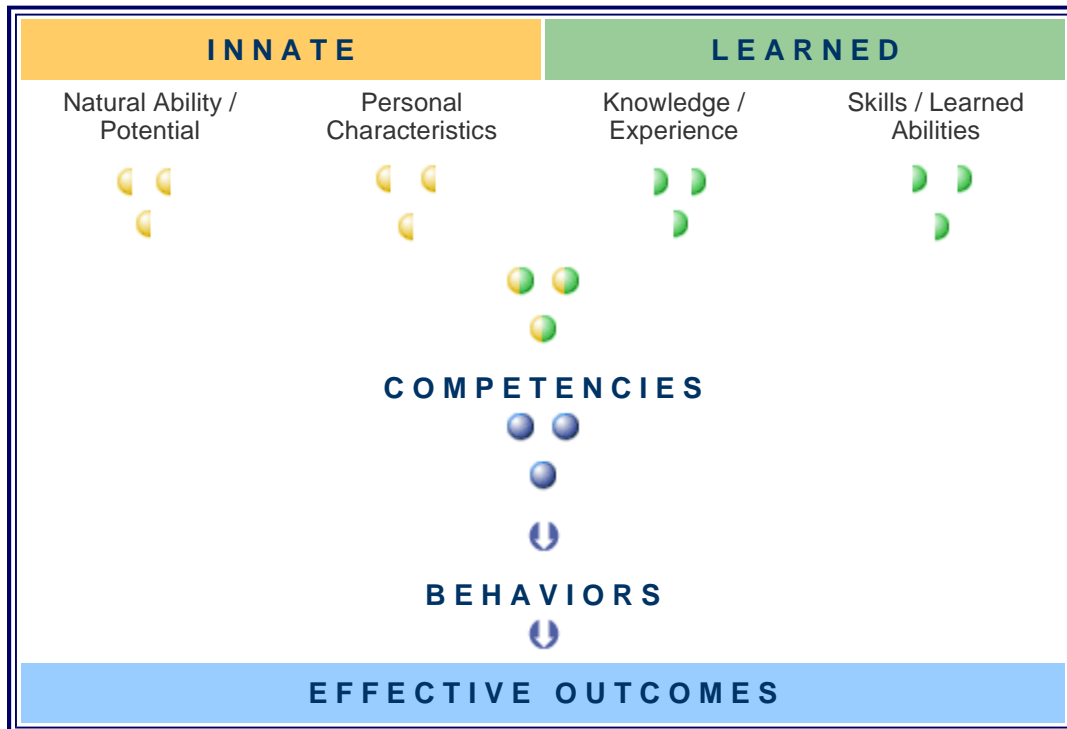 INNATE
LEARNED
Natural Ability /
Potential
Personal
Characteristics
Knowledge /
Experience
Skills / Learned
Abilities
COMPETENCIES
BEHAVIORS
EFFECTIVE OUTCOMES